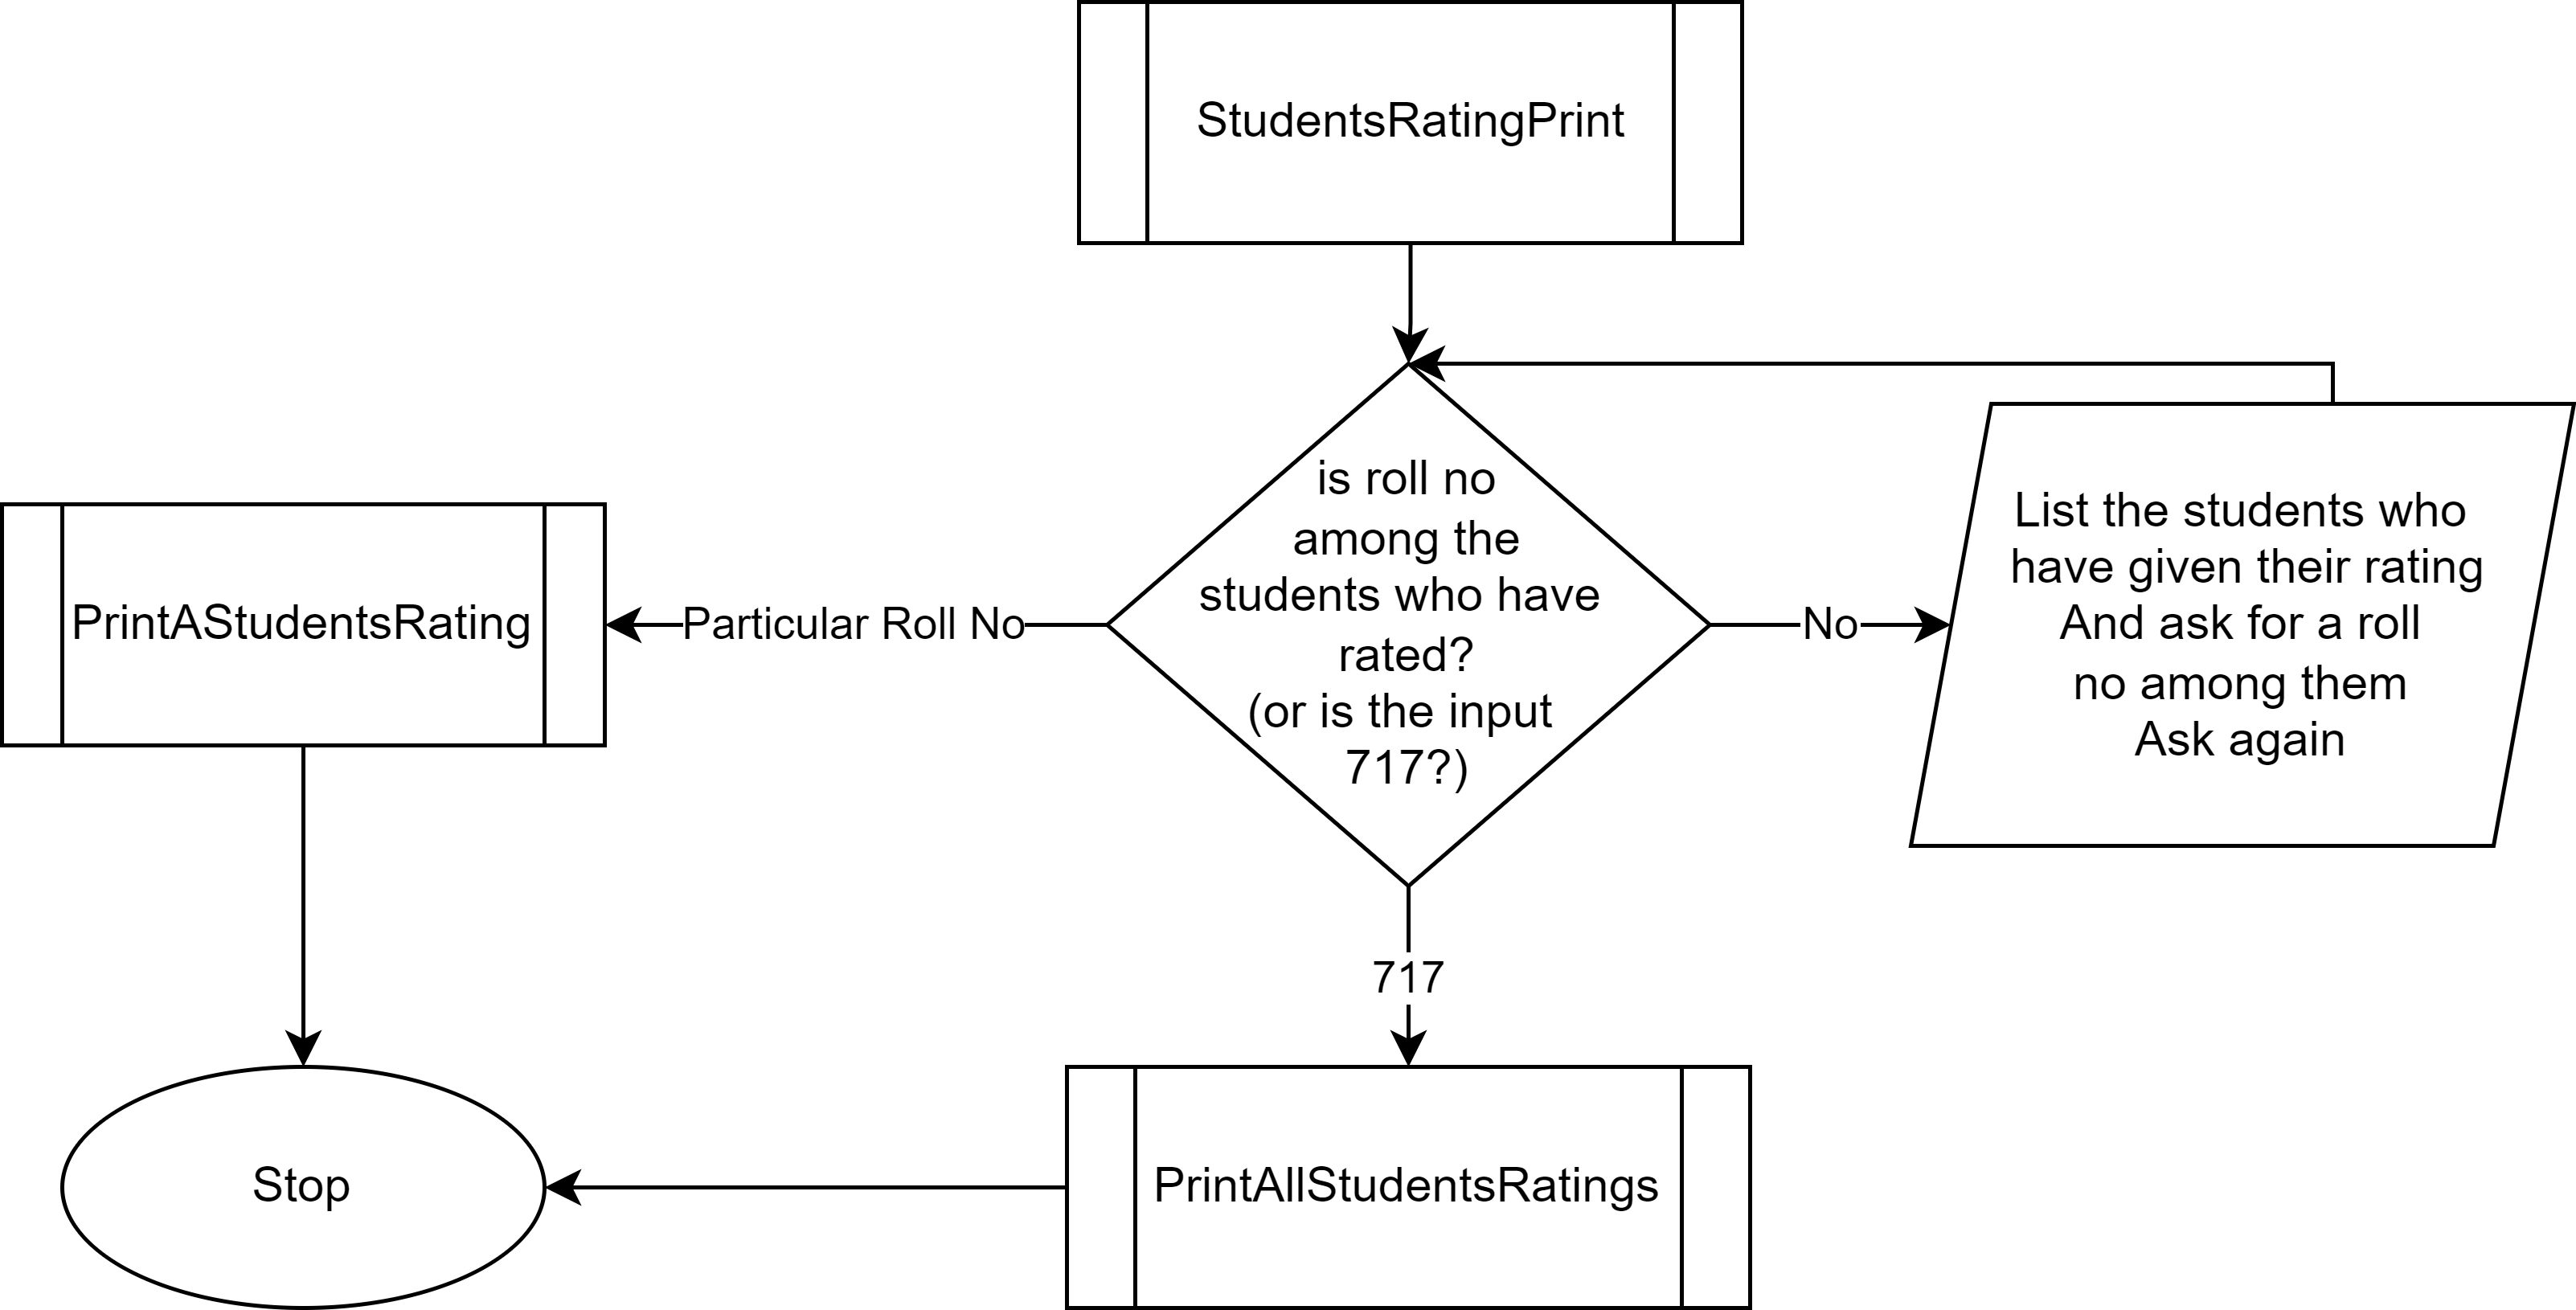 StudentsRatingPrint
is roll no
among the
students who have
rated?
(or is the input
717?)
List the students who
have given their rating
And ask for a roll
no among them
Ask again
PrintAStudentsRating
Particular Roll No
No
717
Stop
PrintAllStudentsRatings